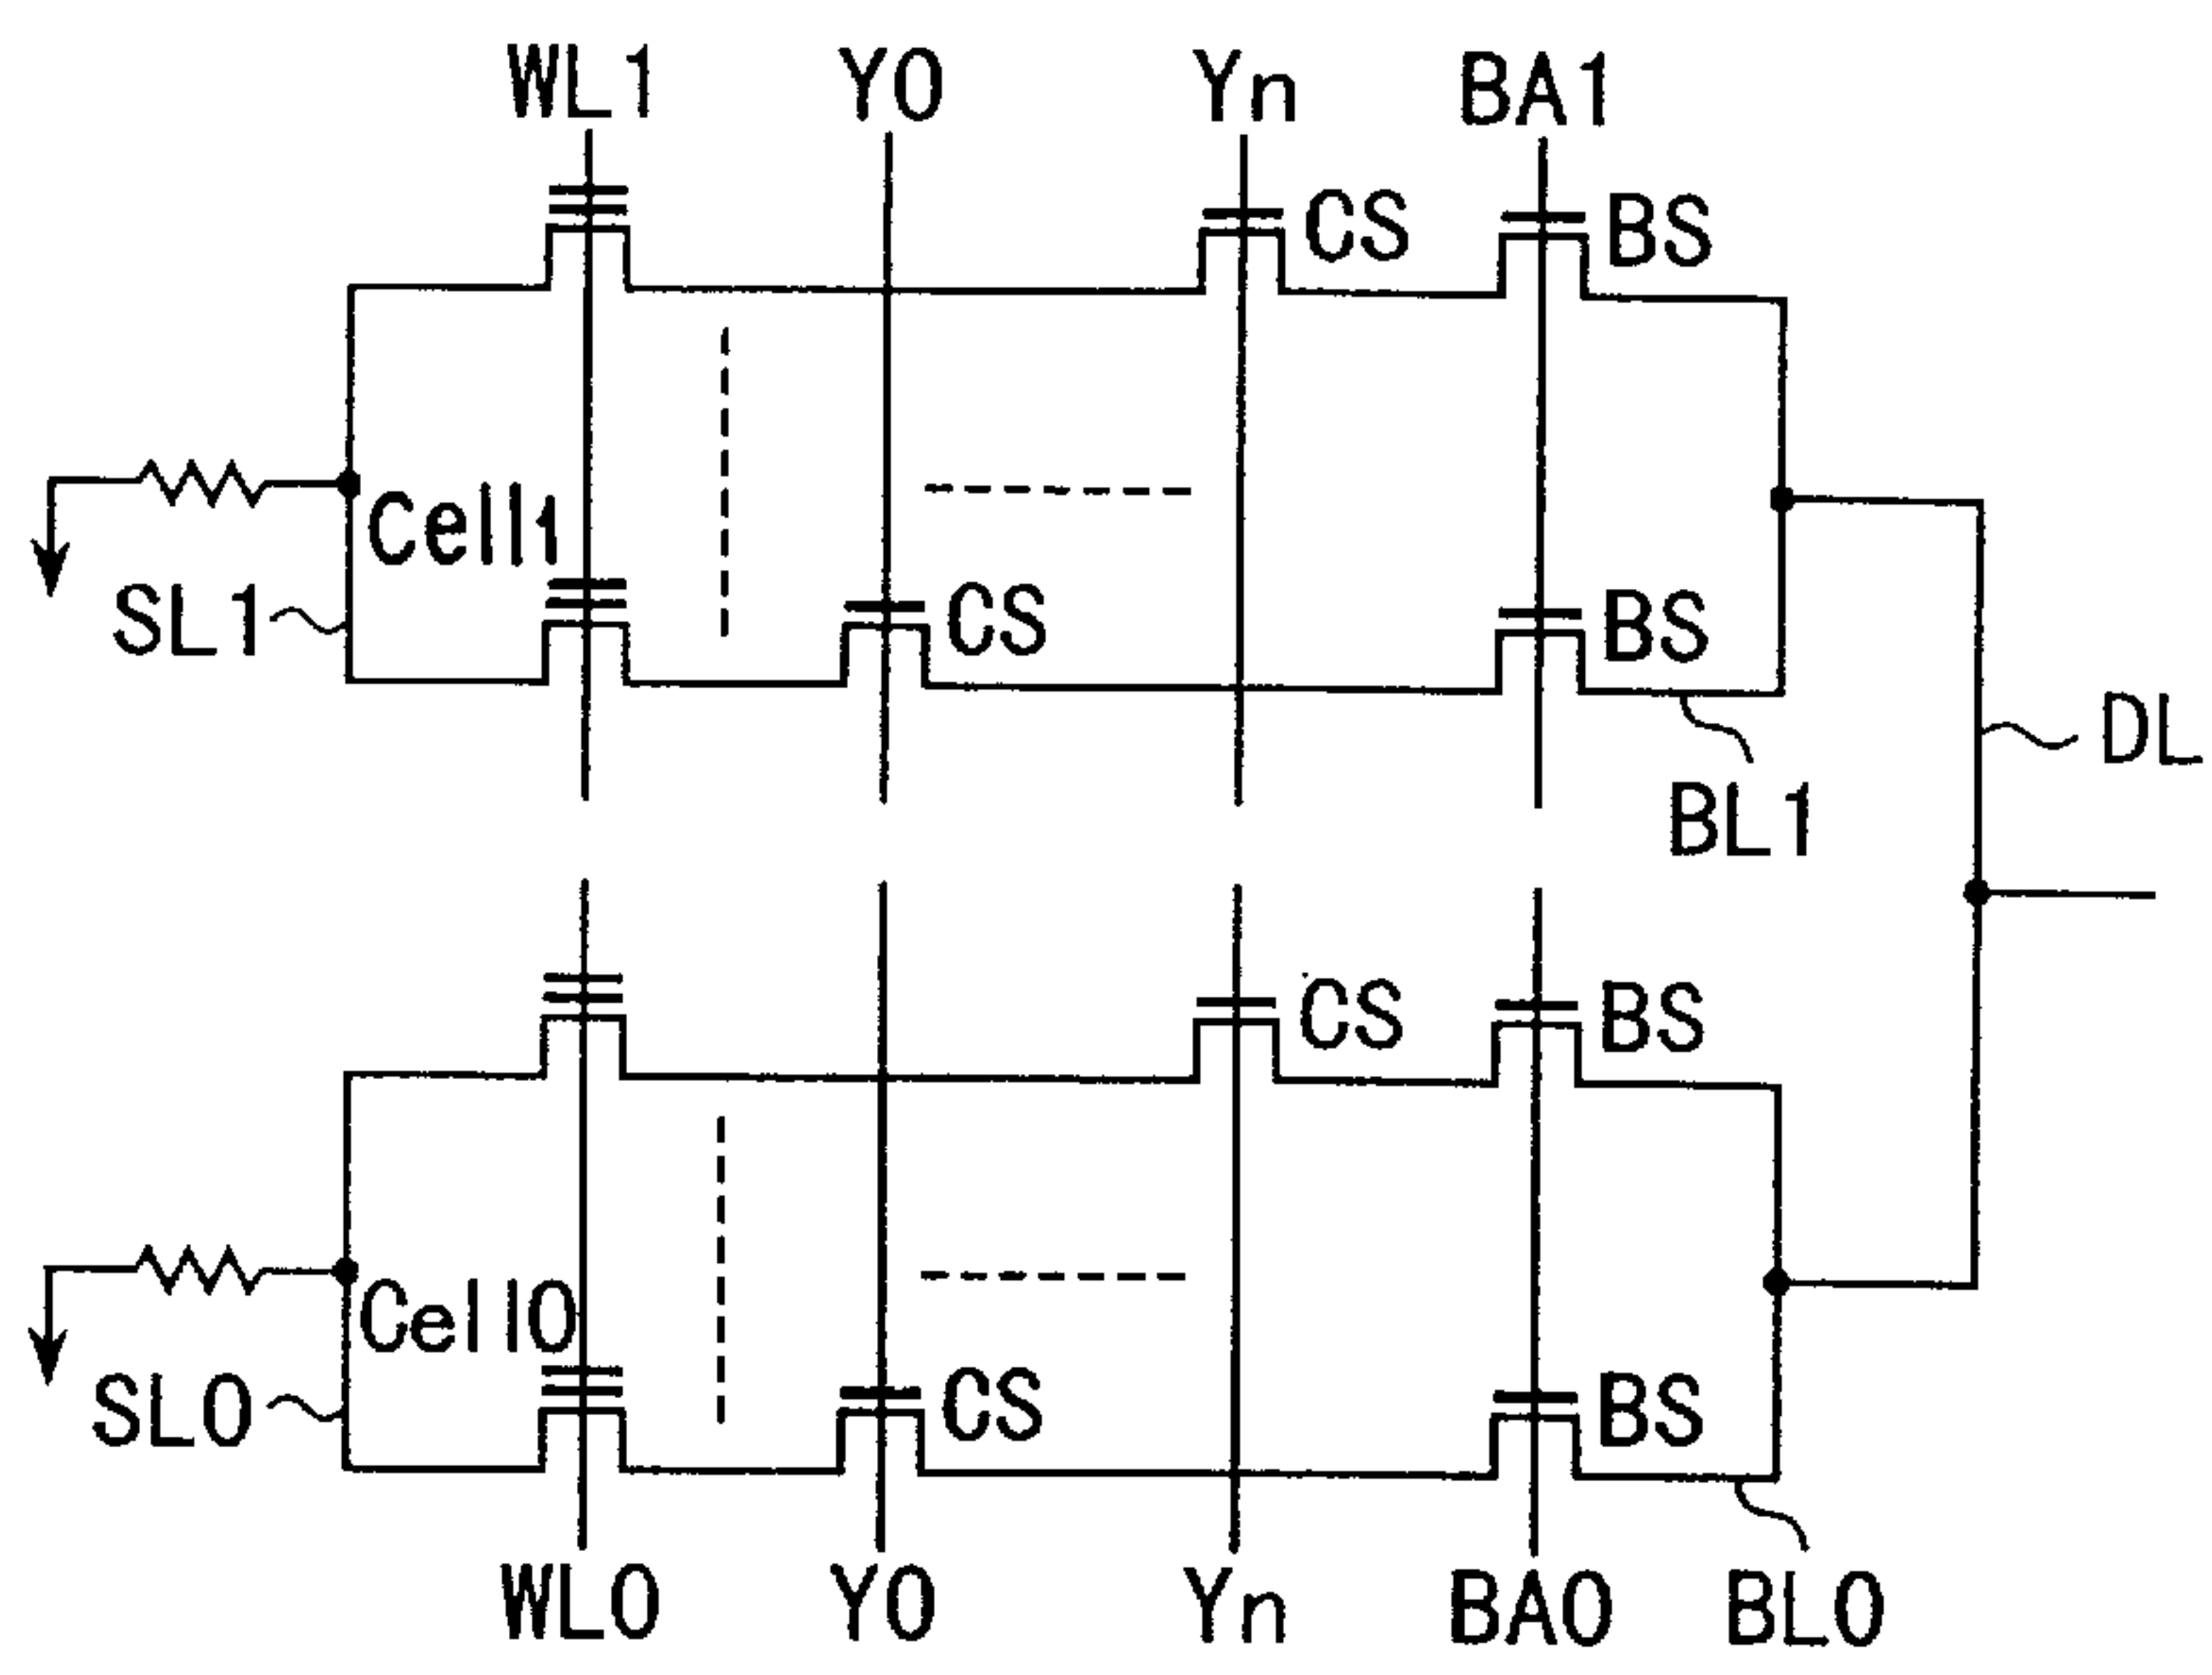 WL1 Y0 Yn BA1
CS BS
Cell1
SL1 CS BS
DL
BL1
CS BS
Cell0
SL0 CS BS
WL0 Y0 Yn BA0 BL0